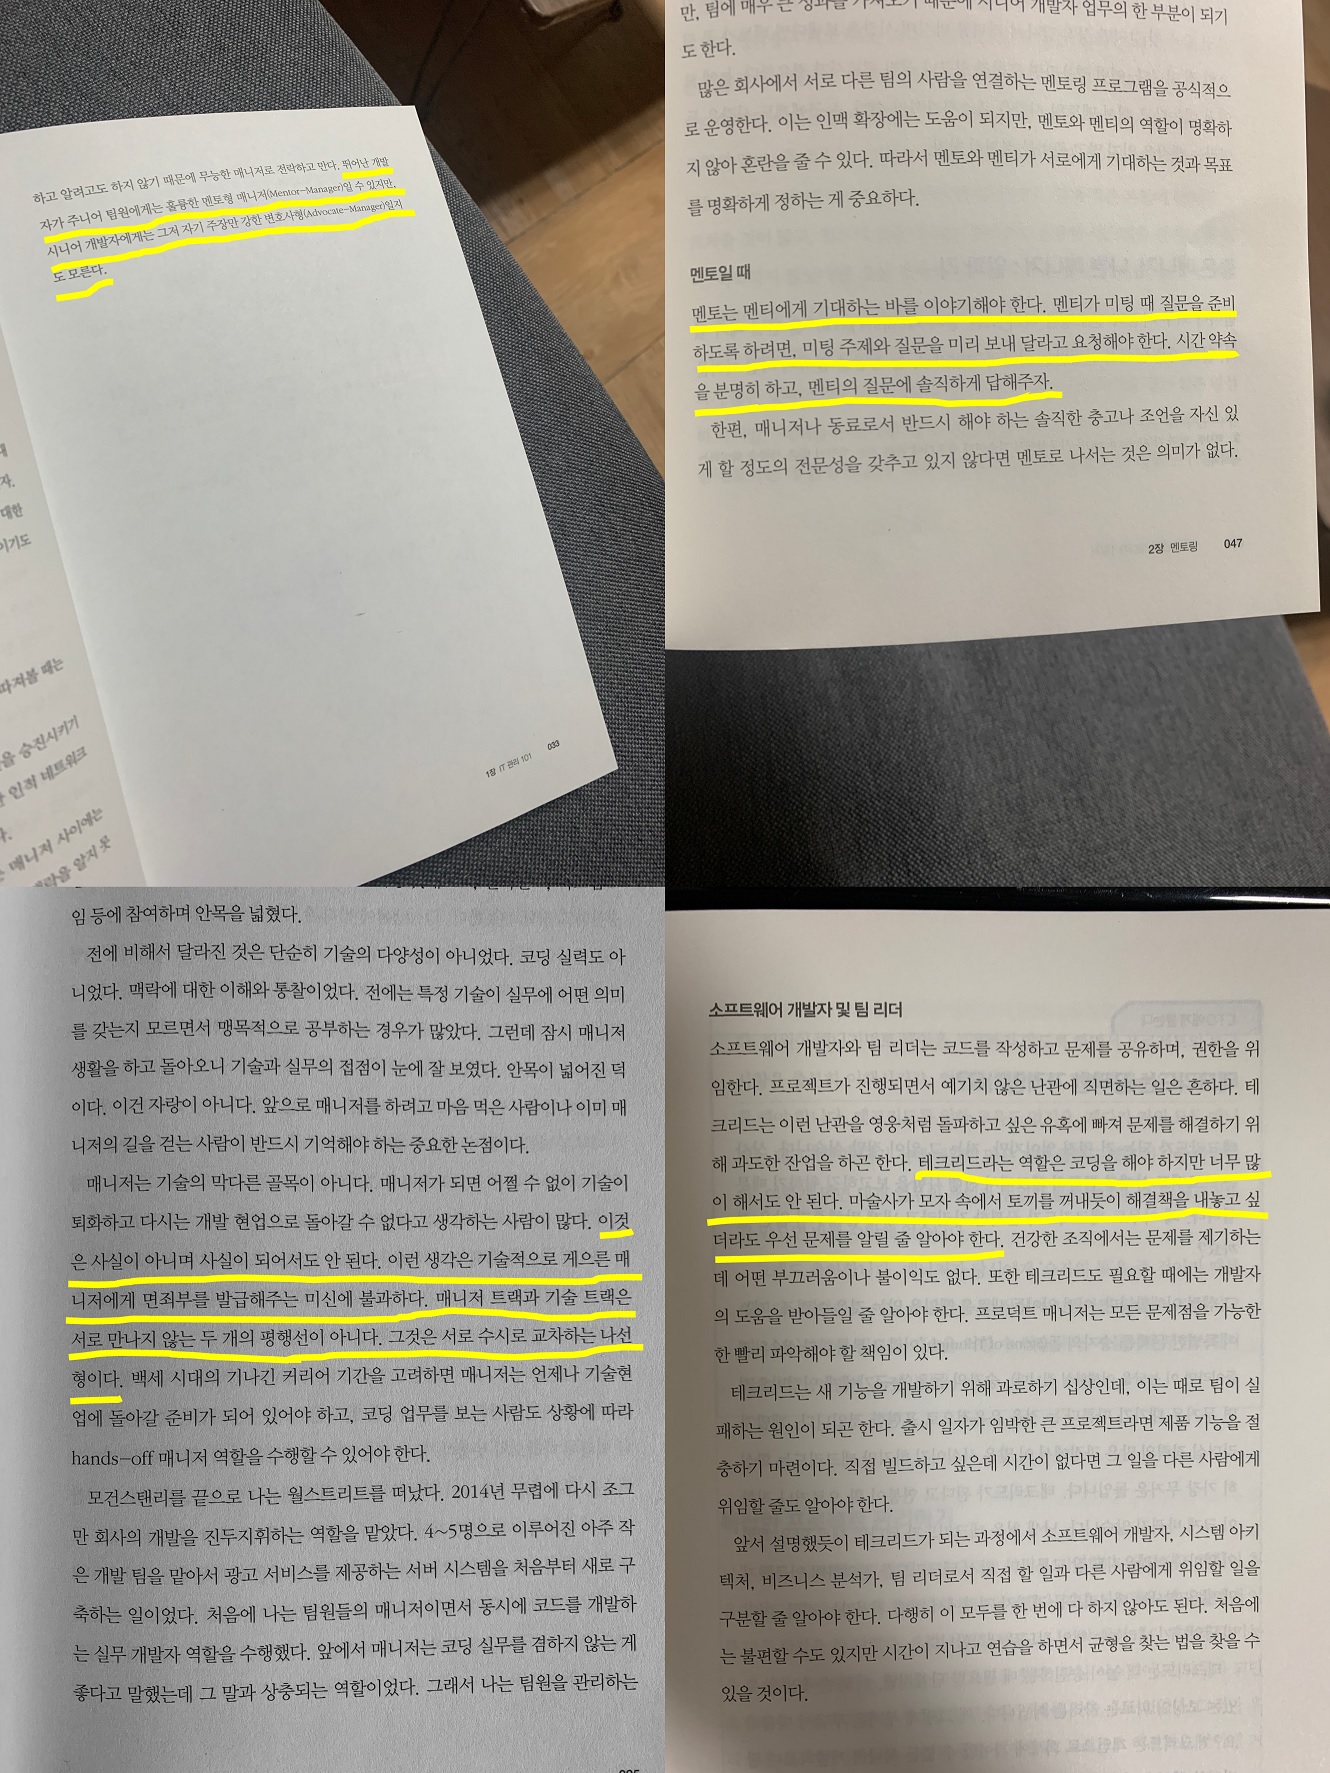 하고 알려고도 하지 않기 때문에 무능한 매니저로 전락하고 만다. 뛰어난 개발
자가 주니어 팀원에게는 훌륭한 멘토형 매니저(Mentor-Manager)일 수 있지만,
시니어 개발자에게는 그저 자기 주장만 강한 변호사형(Advocate-Manager)일지
도 모른다.
자.
대한
이기도
따져볼 때는
을 승진시키기
인적 네트워크
매니저 사이에는
을 알지 못
1장 IT 관리 101 033
만, 팀에 매우 큰 성과를 가져오기 때문에 시니어 개발자 업무의 한 부분이 되기
도 한다.
많은 회사에서 서로 다른 팀의 사람을 연결하는 멘토링 프로그램을 공식적으
로 운영한다. 이는 인맥 확장에는 도움이 되지만, 멘토와 멘티의 역할이 명확하
지 않아 혼란을 줄 수 있다. 따라서 멘토와 멘티가 서로에게 기대하는 것과 목표
를 명확하게 정하는 게 중요하다.
멘토일 때
멘토는 멘티에게 기대하는 바를 이야기해야 한다. 멘티가 미팅 때 질문을 준비
하도록 하려면, 미팅 주제와 질문을 미리 보내 달라고 요청해야 한다. 시간 약속
을 분명히 하고, 멘티의 질문에 솔직하게 답해주자.
한편, 매니저나 동료로서 반드시 해야 하는 솔직한 충고나 조언을 자신 있
게 할 정도의 전문성을 갖추고 있지 않다면 멘토로 나서는 것은 의미가 없다.
2장 멘토링 047
임 등에 참여하며 안목을 넓혔다.
전에 비해서 달라진 것은 단순히 기술의 다양성이 아니었다. 코딩 실력도 아
니었다. 맥락에 대한 이해와 통찰이었다. 전에는 특정 기술이 실무에 어떤 의미
를 갖는지 모르면서 맹목적으로 공부하는 경우가 많았다. 그런데 잠시 매니저
생활을 하고 돌아오니 기술과 실무의 접점이 눈에 잘 보였다. 안목이 넓어진 덕
이다. 이건 자랑이 아니다. 앞으로 매니저를 하려고 마음 먹은 사람이나 이미 매
니저의 길을 걷는 사람이 반드시 기억해야 하는 중요한 논점이다.
매니저는 기술의 막다른 골목이 아니다. 매니저가 되면 어쩔 수 없이 기술이
퇴화하고 다시는 개발 현업으로 돌아갈 수 없다고 생각하는 사람이 많다. 이것
은 사실이 아니며 사실이 되어서도 안 된다. 이런 생각은 기술적으로 게으른 매
니저에게 면죄부를 발급해주는 미신에 불과하다. 매니저 트랙과 기술 트랙은
서로 만나지 않는 두 개의 평행선이 아니다. 그것은 서로 수시로 교차하는 나선
형이다. 백세 시대의 기나긴 커리어 기간을 고려하면 매니저는 언제나 기술현
업에 돌아갈 준비가 되어 있어야 하고, 코딩 업무를 보는 사람도 상황에 따라
hands-off 매니저 역할을 수행할 수 있어야 한다.
모건스탠리를 끝으로 나는 월스트리트를 떠났다. 2014년 무렵에 다시 조그
만 회사의 개발을 진두지휘하는 역할을 맡았다. 4~5명으로 이루어진 아주 작
은 개발 팀을 맡아서 광고 서비스를 제공하는 서버 시스템을 처음부터 새로 구
축하는 일이었다. 처음에 나는 팀원들의 매니저이면서 동시에 코드를 개발하
는 실무 개발자 역할을 수행했다. 앞에서 매니저는 코딩 실무를 겸하지 않는 게
좋다고 말했는데 그 말과 상충되는 역할이었다. 그래서 나는 팀원을 관리하는
소프트웨어 개발자 및 팀 리더
소프트웨어 개발자와 팀 리더는 코드를 작성하고 문제를 공유하며, 권한을 위
임한다. 프로젝트가 진행되면서 예기치 않은 난관에 직면하는 일은 흔하다. 테
크리드는 이런 난관을 영웅처럼 돌파하고 싶은 유혹에 빠져 문제를 해결하기 위
해 과도한 잔업을 하곤 한다. 테크리드라는 역할은 코딩을 해야 하지만 너무 많
이 해서도 안 된다. 마술사가 모자 속에서 토끼를 꺼내듯이 해결책을 내놓고 싶
더라도 우선 문제를 알릴 줄 알아야 한다. 건강한 조직에서는 문제를 제기하는
데 어떤 부끄러움이나 불이익도 없다. 또한 테크리드도 필요할 때에는 개발자
의 도움을 받아들일 줄 알아야 한다. 프로덕트 매니저는 모든 문제점을 가능한
한 빨리 파악해야 할 책임이 있다.
테크리드는 새 기능을 개발하기 위해 과로하기 십상인데, 이는 때로 팀이 실
패하는 원인이 되곤 한다. 출시 일자가 임박한 큰 프로젝트라면 제품 기능을 절
충하기 마련이다. 직접 빌드하고 싶은데 시간이 없다면 그 일을 다른 사람에게
위임할 줄도 알아야 한다.
앞서 설명했듯이 테크리드가 되는 과정에서 소프트웨어 개발자, 시스템 아키
텍처, 비즈니스 분석가, 팀 리더로서 직접 할 일과 다른 사람에게 위임할 일을
구분할 줄 알아야 한다. 다행히 이 모두를 한 번에 다 하지 않아도 된다. 처음에
는 불편할 수도 있지만 시간이 지나고 연습을 하면서 균형을 찾는 법을 찾을 수
있을 것이다.